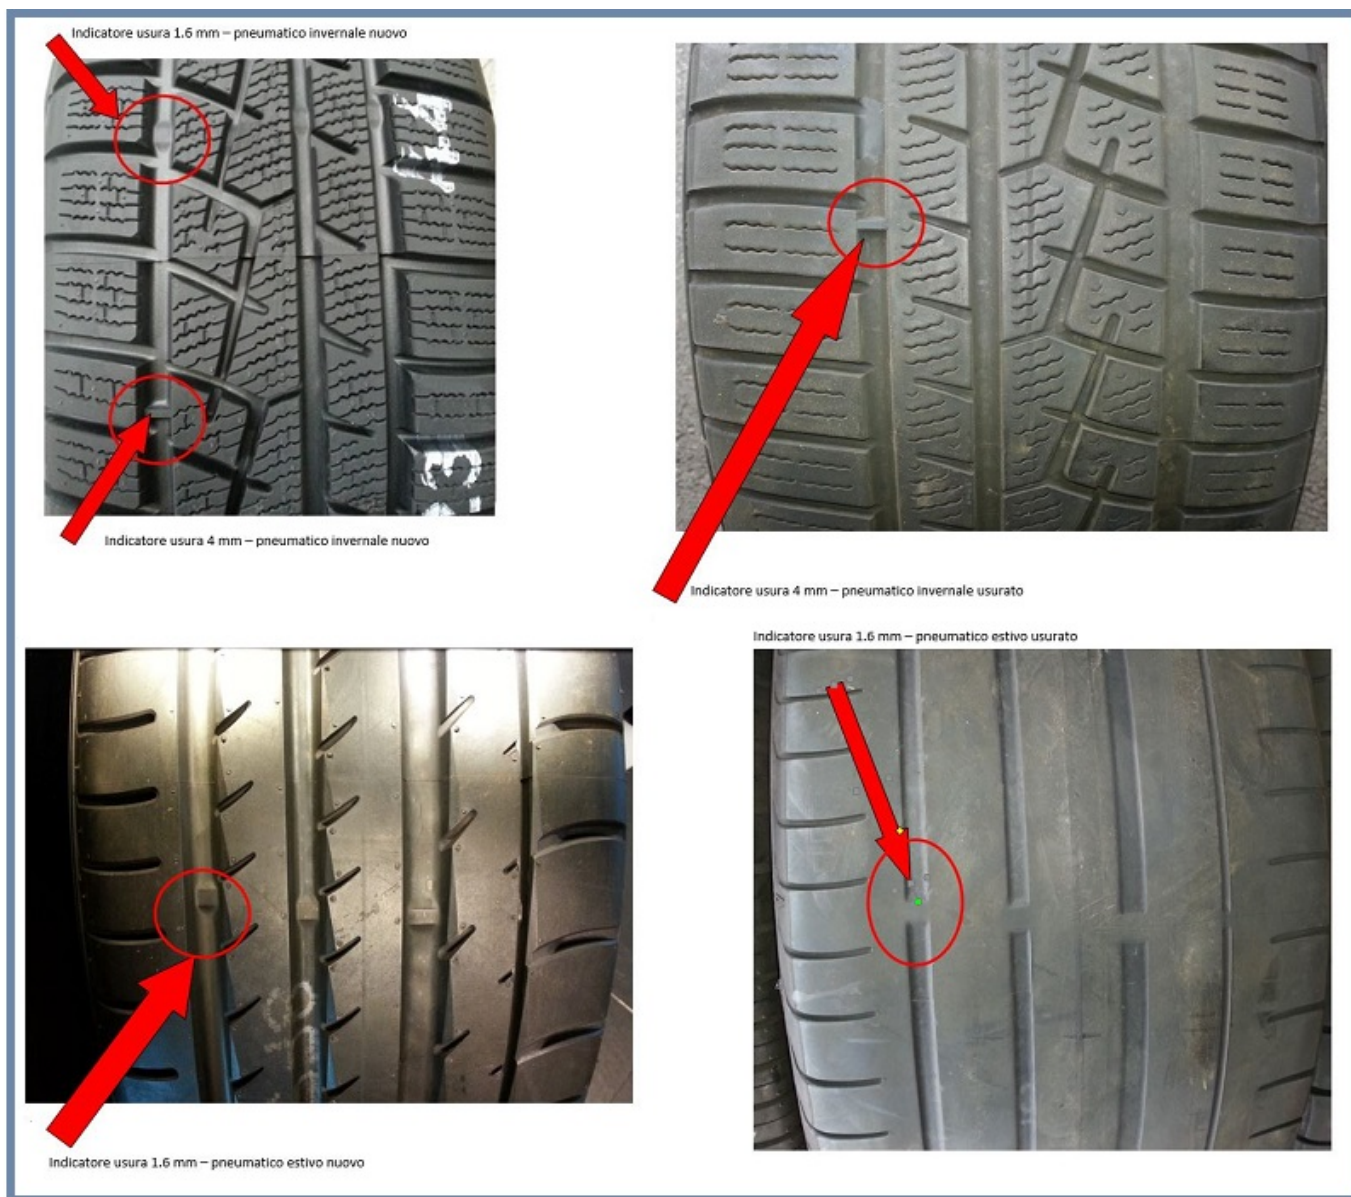 Indicatore usura 1.6 mm – pneumatico invernale nuovo
Indicatore usura 4 mm – pneumatico invernale nuovo
Indicatore usura 4 mm – pneumatico invernale usurato
Indicatore usura 1.6 mm – pneumatico estivo usurato
Indicatore usura 1.6 mm – pneumatico estivo nuovo